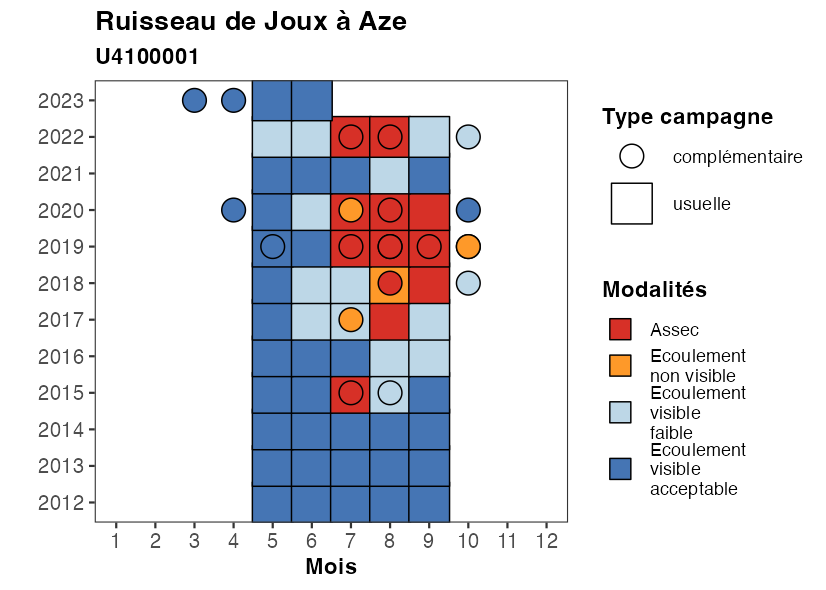 Ruisseau de Joux à Aze
U4100001
2023
2022
2021
2020
2019
2018
2017
2016
2015
2014
2013
2012
1 2 3 4 5 6 7 8 9 10 11 12
Mois
Type campagne
complémentaire
usuelle
Modalités
Assec
Ecoulement
non visible
Ecoulement
visible
faible
Ecoulement
visible
acceptable